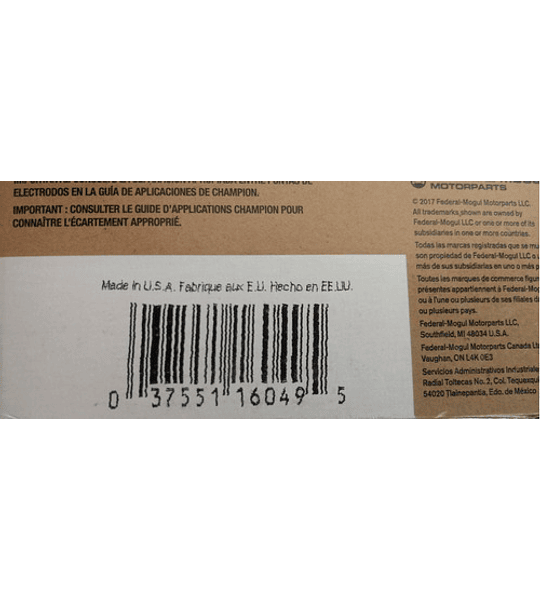 ELECTRODOS EN LA GUÍA DE APLICACIONES DE CHAMPION.
IMPORTANT : CONSULTER LE GUIDE D'APPLICATIONS CHAMPION POUR
CONNAÎTRE L'ÉCARTEMENT APPROPRIÉ.
Made in U.S.A. Fabrique aux E.U. Hecho en EE.UU.
0 37551 16049 5
MOTORPARTS
© 2017 Federal-Mogul Motorparts LLC.
All trademarks shown are owned by
Federal-Mogul LLC or one or more of its
subsidiaries in one or more countries.
Todas las marcas registradas que se mu
son propiedad de Federal-Mogul LLC o u
más de sus subsidiarias en uno o más p
Toutes les marques de commerce figur
présentes appartiennent à Federal-Mog
ou à l'une ou plusieurs de ses filiales d
ou plusieurs pays.
Federal-Mogul Motorparts LLC,
Southfield, MI 48034 U.S.A.
Federal-Mogul Motorparts Canada Lt
Vaughan, ON L4K 0E3
Servicios Administrativos Industriales
Radial Toltecas No. 2, Col. Tequexqui
54020 Tlalnepantla, Edo. de México